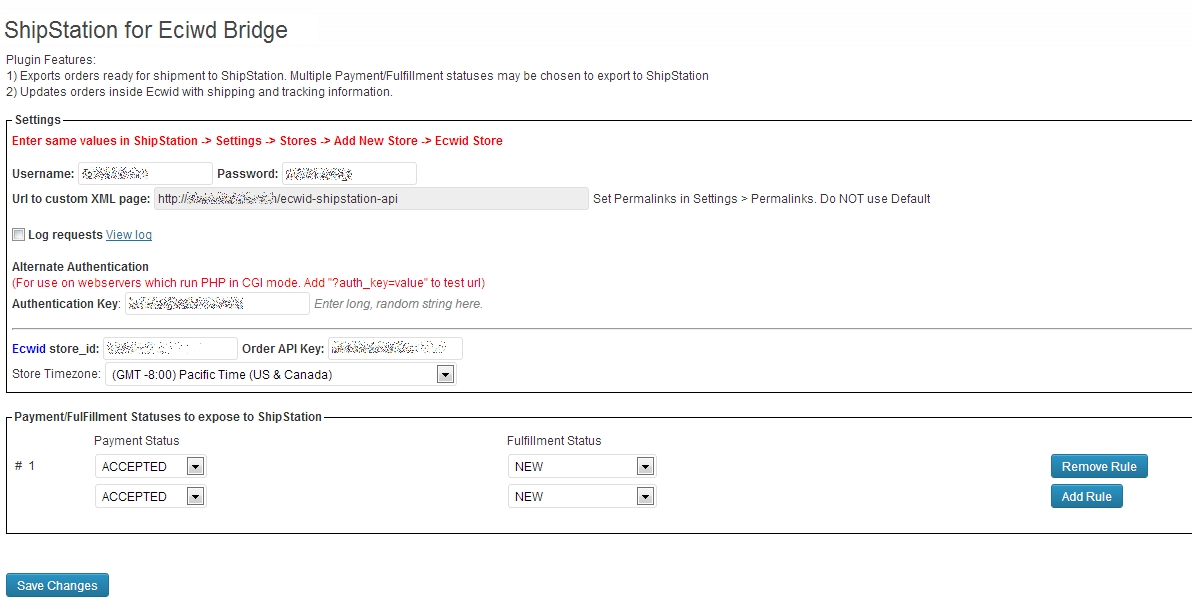 ShipStation for Eciwd Bridge
Plugin Features:
1) Exports orders ready for shipment to ShipStation. Multiple Payment/Fulfillment statuses may be chosen to export to ShipStation
2) Updates orders inside Ecwid with shipping and tracking information.
Settings
Enter same values in ShipStation -> Settings -> Stores -> Add New Store -> Ecwid Store
Username: Password:
Url to custom XML page: http:// /ecwid-shipstation-api Set Permalinks in Settings > Permalinks. Do NOT use Default
Log requests View log
Alternate Authentication
(For use on webservers which run PHP in CGI mode. Add "?auth_key=value" to test url)
Authentication Key: Enter long, random string here.
Ecwid store_id: Order API Key:
Store Timezone: (GMT -8:00) Pacific Time (US & Canada)
Payment/FulFillment Statuses to expose to ShipStation
Payment Status Fulfillment Status
# 1 ACCEPTED NEW Remove Rule
ACCEPTED NEW Add Rule
Save Changes